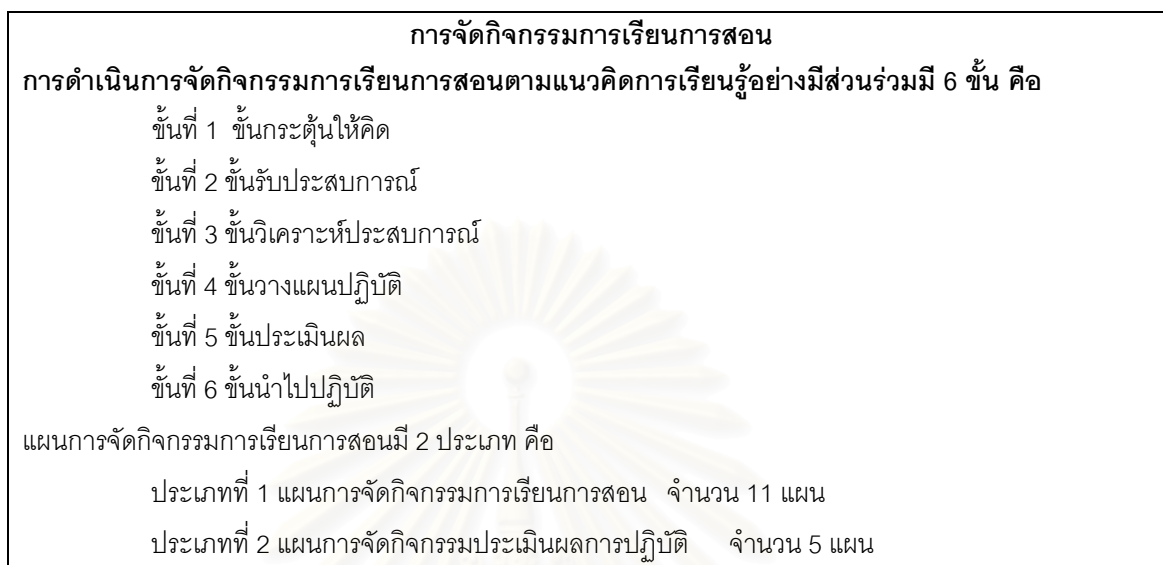 การจัดกิจกรรมการเรียนการสอน
การดำเนินการจัดกิจกรรมการเรียนการสอนตามแนวคิดการเรียนรู้อย่างมีส่วนร่วมมี 6 ขั้น คือ
ขั้นที่ 1 ขั้นกระตุ้นให้คิด
ขั้นที่ 2 ขั้นรับประสบการณ์
ขั้นที่ 3 ขั้นวิเคราะห์ประสบการณ์
ขั้นที่ 4 ขั้นวางแผนปฏิบัติ
ขั้นที่ 5 ขั้นประเมินผล
ขั้นที่ 6 ขั้นนำไปปฏิบัติ
แผนการจัดกิจกรรมการเรียนการสอนมี 2 ประเภท คือ
ประเภทที่ 1 แผนการจัดกิจกรรมการเรียนการสอน จำนวน 11 แผน
ประเภทที่ 2 แผนการจัดกิจกรรมประเมินผลการปฏิบัติ จำนวน 5 แผน